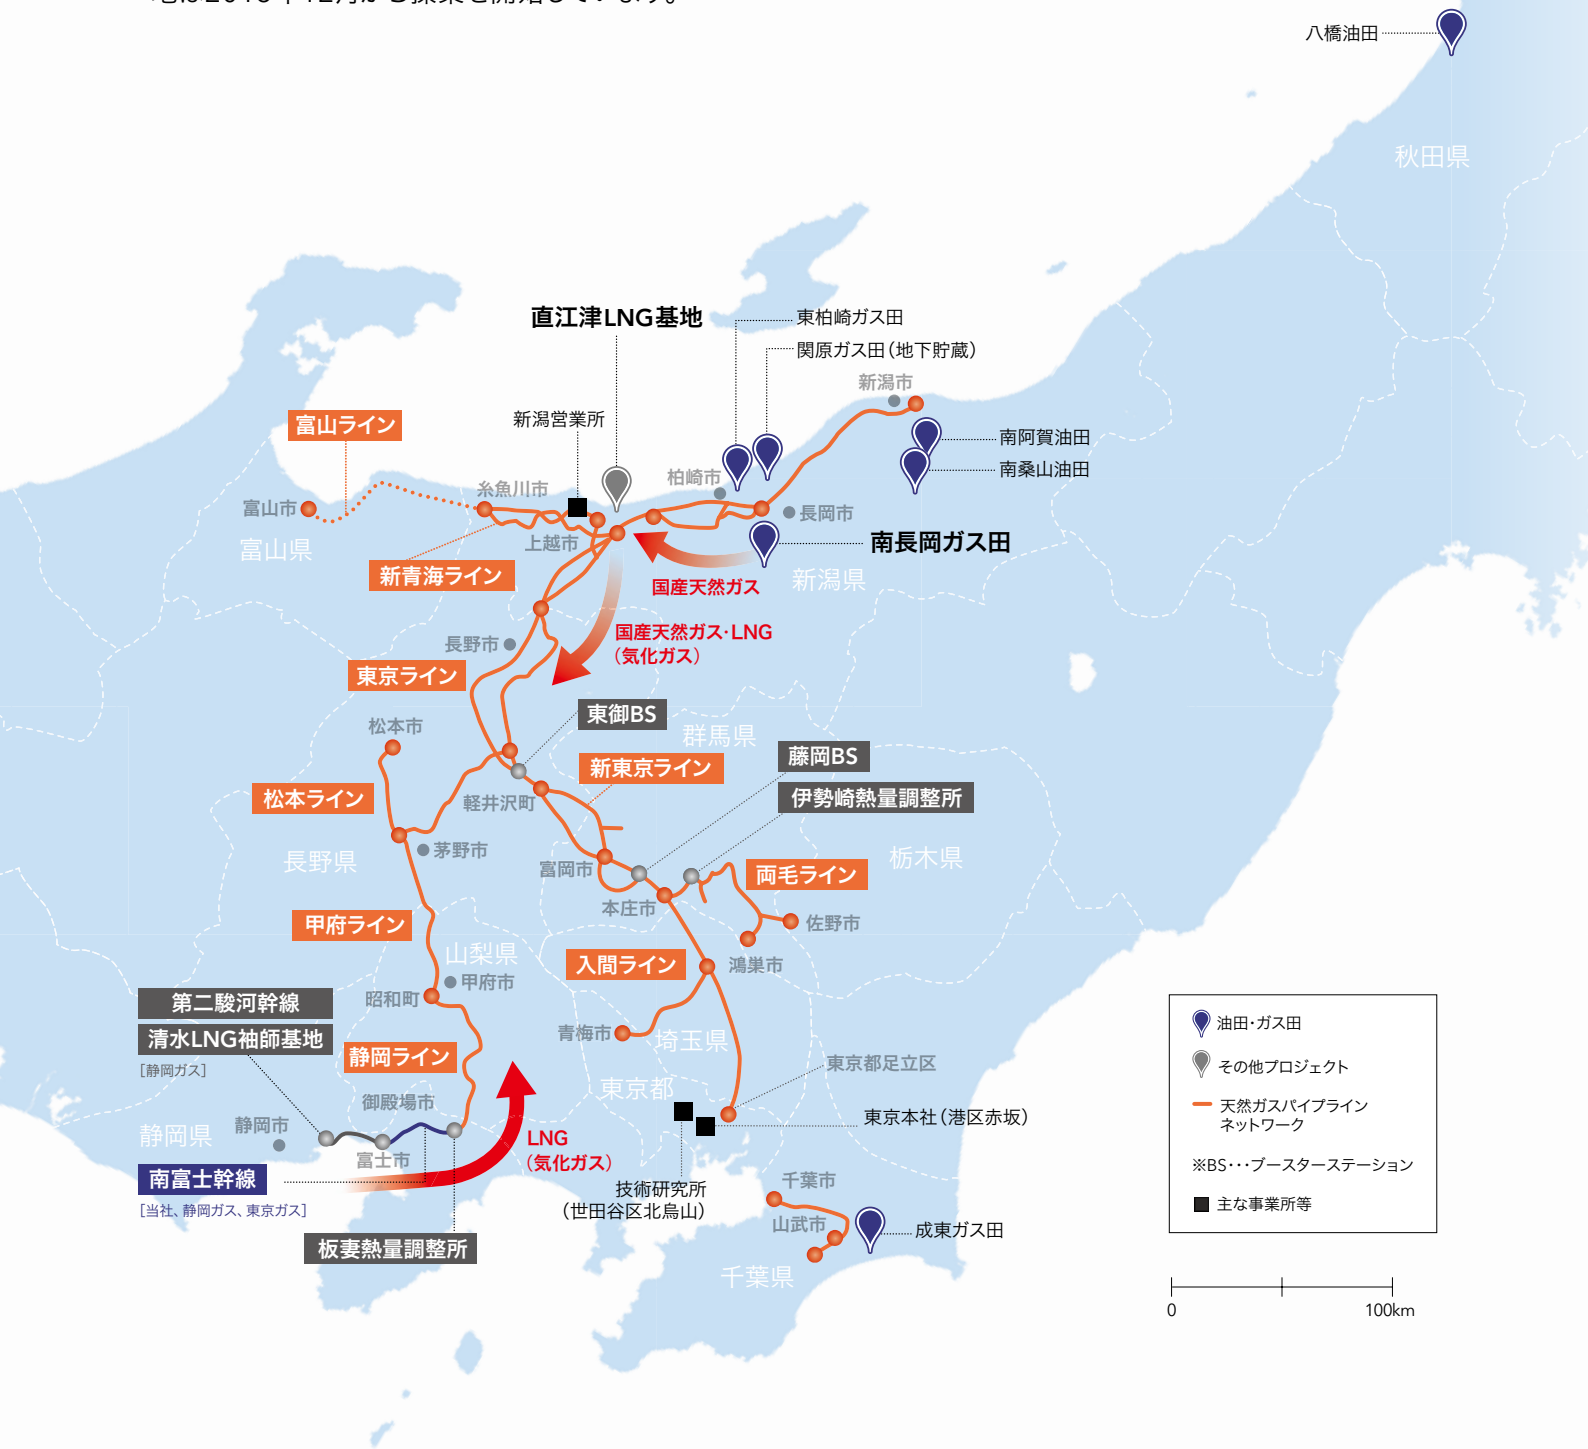 八橋油田
秋田県
直江津LNG基地
東柏崎ガス田
関原ガス田（地下貯蔵）
新潟市
富山ライン
新潟営業所
南阿賀油田
南桑山油田
柏崎市
糸魚川市
富山市
長岡市
上越市
南長岡ガス田
富山県
新青海ライン
国産天然ガス
新潟県
国産天然ガス・LNG
（気化ガス）
長野市
東京ライン
東御BS
松本市
群馬県
藤岡BS
新東京ライン
伊勢崎熱量調整所
松本ライン
軽井沢町
茅野市
長野県
富岡市
栃木県
両毛ライン
本庄市
甲府ライン
佐野市
山梨県
入間ライン
鴻巣市
甲府市
昭和町
第二駿河幹線
清水LNG袖師基地
［静岡ガス］
静岡ライン
青梅市
埼玉県
東京都足立区
東京都
御殿場市
東京本社（港区赤坂）
静岡県
静岡市
富士市
LNG
（気化ガス）
南富士幹線
［当社、静岡ガス、東京ガス］
技術研究所
（世田谷区北烏山）
千葉市
山武市
成東ガス田
板妻熱量調整所
千葉県
油田・ガス田
その他プロジェクト
天然ガスパイプライン
ネットワーク
※BS・・・ブースターステーション
主な事業所等
0
100km